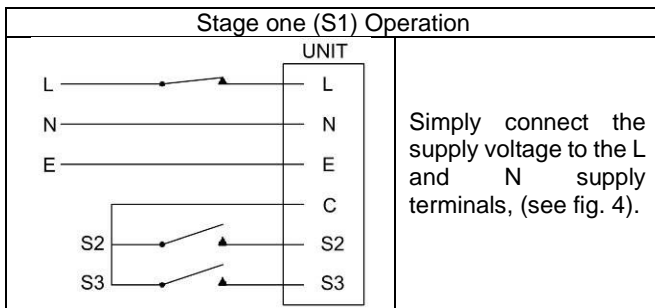 Stage one (S1) Operation
UNIT
L L
N N
E E
C
S2 S2
S3 S3
Simply connect the
supply voltage to the L
and N supply
terminals, (see fig. 4).